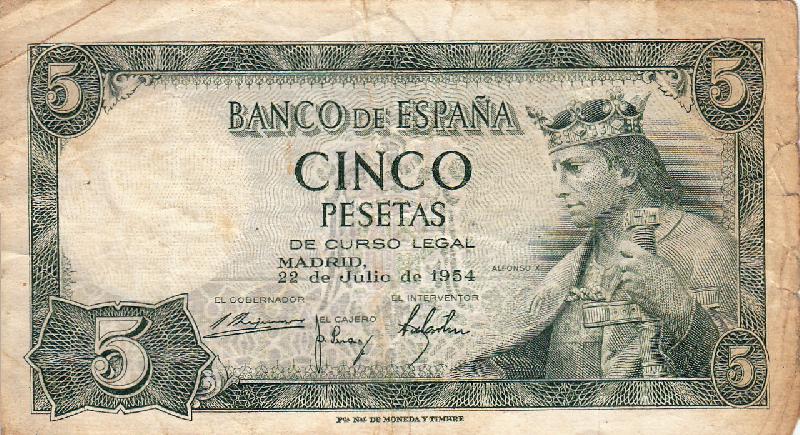 5 5
BANCO DE ESPAÑA
CINCO
PESETAS
DE CURSO LEGAL
MADRID,
22 de Julio de 1954
ALFONSO X
EL GOBERNADOR EL INTERVENTOR
EL CAJERO
5 5
Fca NAL DE MONEDA Y TIMBRE